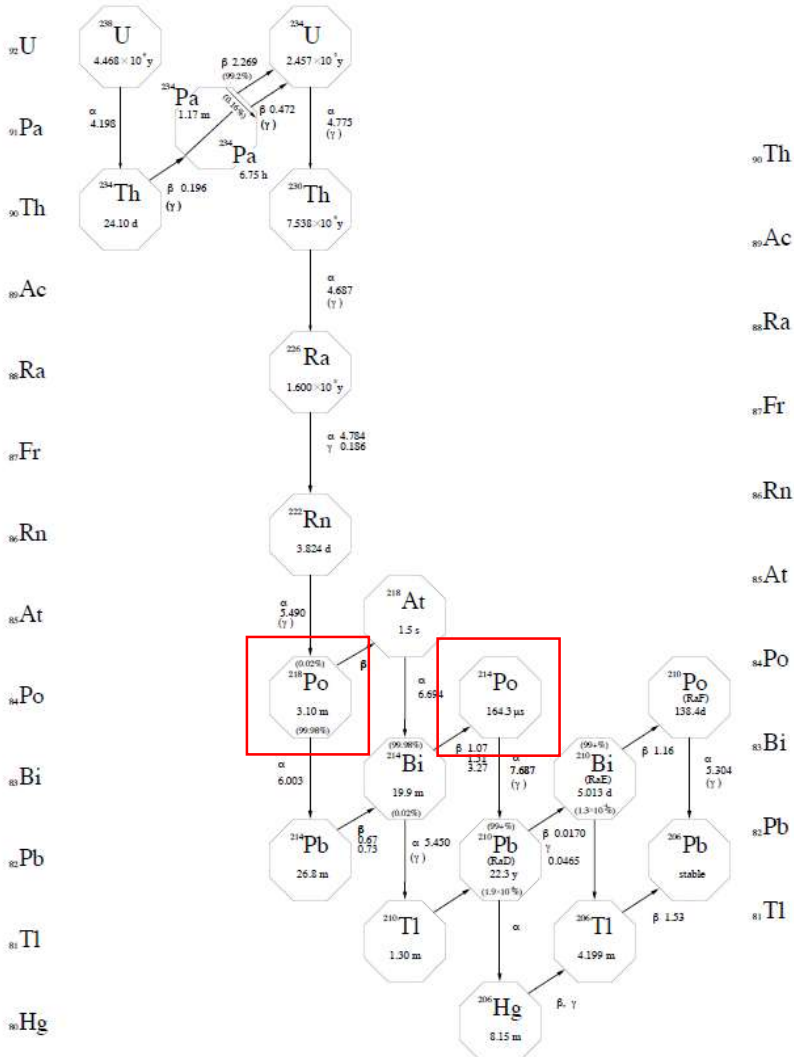 238U
4.468×10⁹y
234U
2.457×10⁵y
92U
β 2.269
(99.2%)
234Pa
1.17 m
(0.16%)
β 0.472
(γ)
α
4.198
α
4.775
(γ)
91Pa
234Pa
6.75 h
90Th
234Th
24.10 d
β 0.196
(γ)
230Th
7.538×10⁴y
90Th
89Ac
α
4.687
(γ)
89Ac
88Ra
226Ra
1.600×10³y
88Ra
87Fr
α 4.784
γ 0.186
87Fr
86Rn
222Rn
3.824 d
86Rn
85At
α
5.490
(γ)
218At
1.5 s
85At
84Po
(0.02%)
218Po
3.10 m
(99.98%)
β
α
6.694
214Po
164.3 µs
210Po
(RaF)
138.4d
84Po
83Bi
α
6.003
(99.98%)
214Bi
19.9 m
(0.02%)
β 1.07
1.51
3.27
α
7.687
(γ)
(99+%)
210Bi
(RaE)
5.013 d
β 1.16
α
5.304
(γ)
83Bi
82Pb
214Pb
26.8 m
β
0.67
0.73
α 5.450
(γ)
(99+%)
210Pb
(RaD)
22.3 y
β 0.0170
γ
0.0465
206Pb
stable
82Pb
81Tl
210Tl
1.30 m
α
206Tl
4.199 m
β 1.53
81Tl
80Hg
206Hg
8.15 m
β, γ